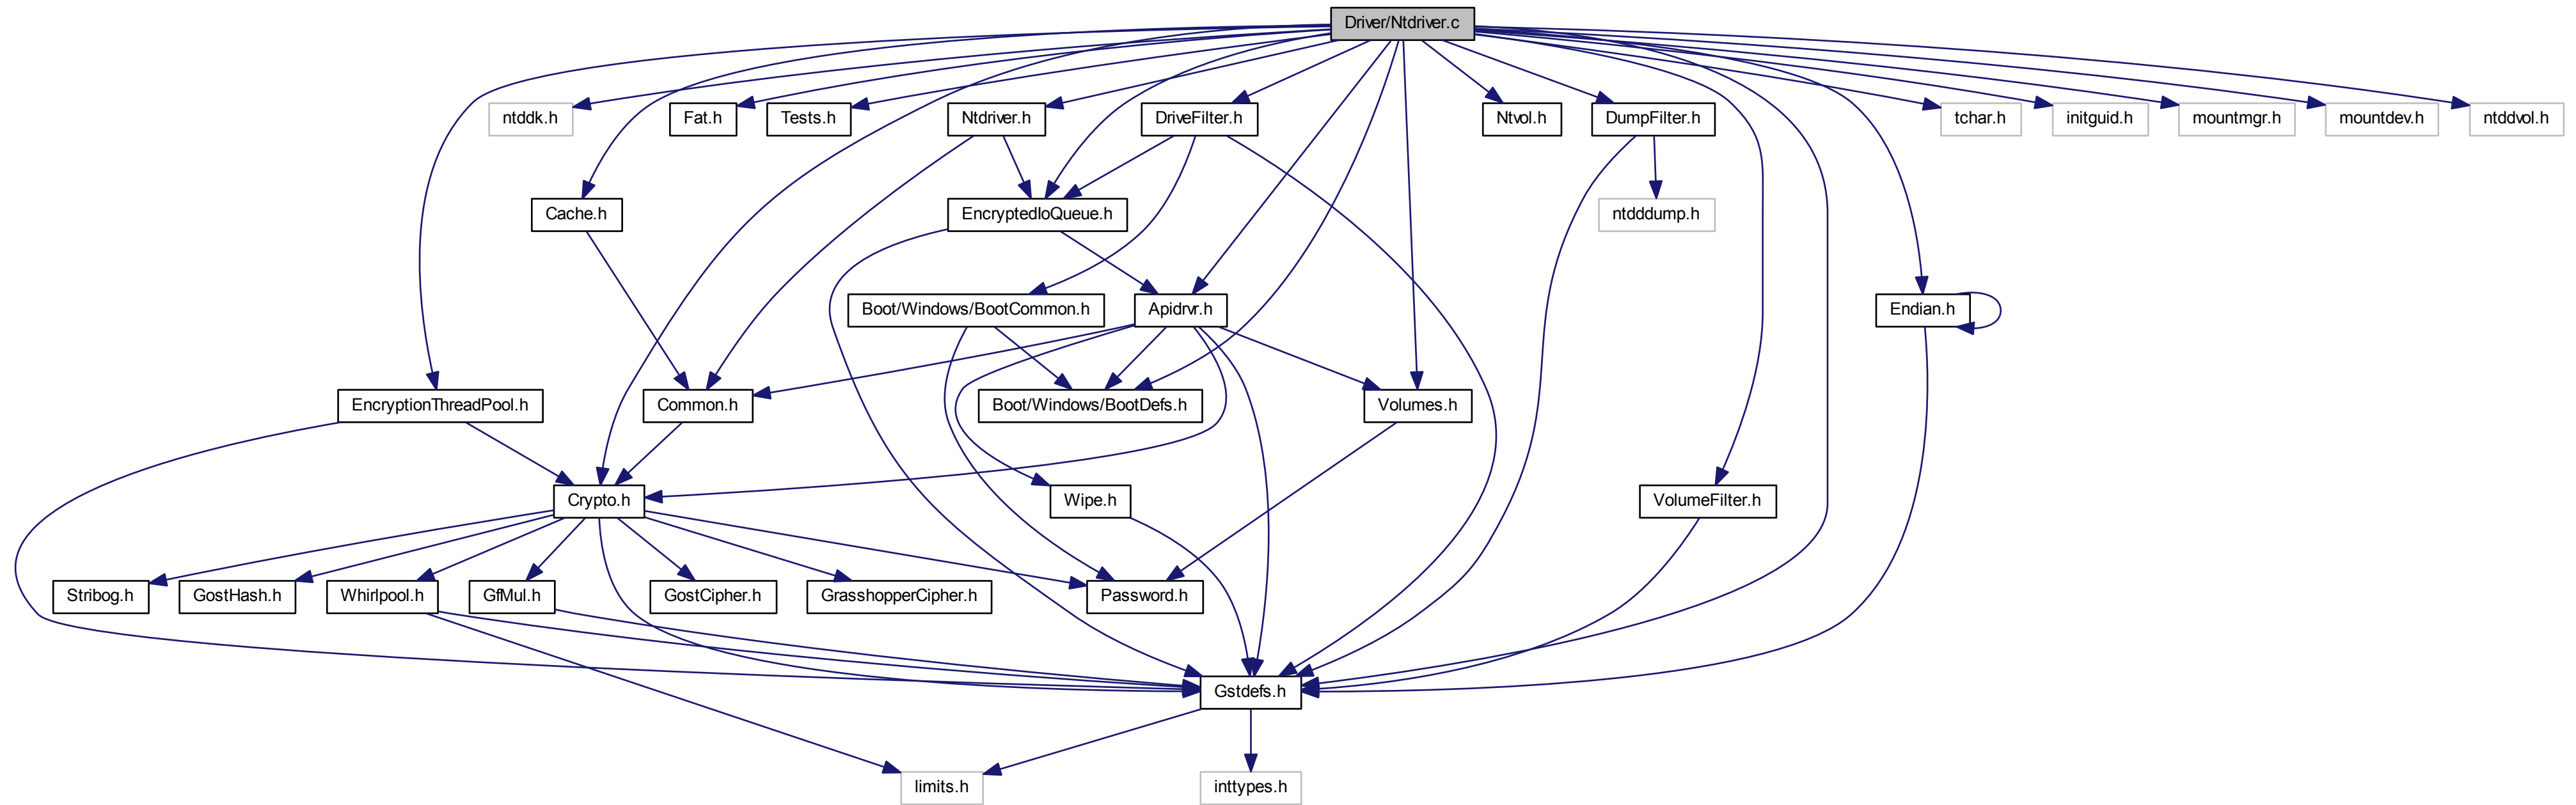 Driver/Ntdriver.c
ntddk.h
Fat.h
Tests.h
Ntdriver.h
DriveFilter.h
Ntvol.h
DumpFilter.h
tchar.h
initguid.h
mountmgr.h
mountdev.h
ntddvol.h
Cache.h
EncryptedIoQueue.h
ntdddump.h
Boot/Windows/BootCommon.h
Apidrvr.h
Endian.h
EncryptionThreadPool.h
Common.h
Boot/Windows/BootDefs.h
Volumes.h
Crypto.h
Wipe.h
VolumeFilter.h
Stribog.h
GostHash.h
Whirlpool.h
GfMul.h
GostCipher.h
GrasshopperCipher.h
Password.h
Gstdefs.h
limits.h
inttypes.h